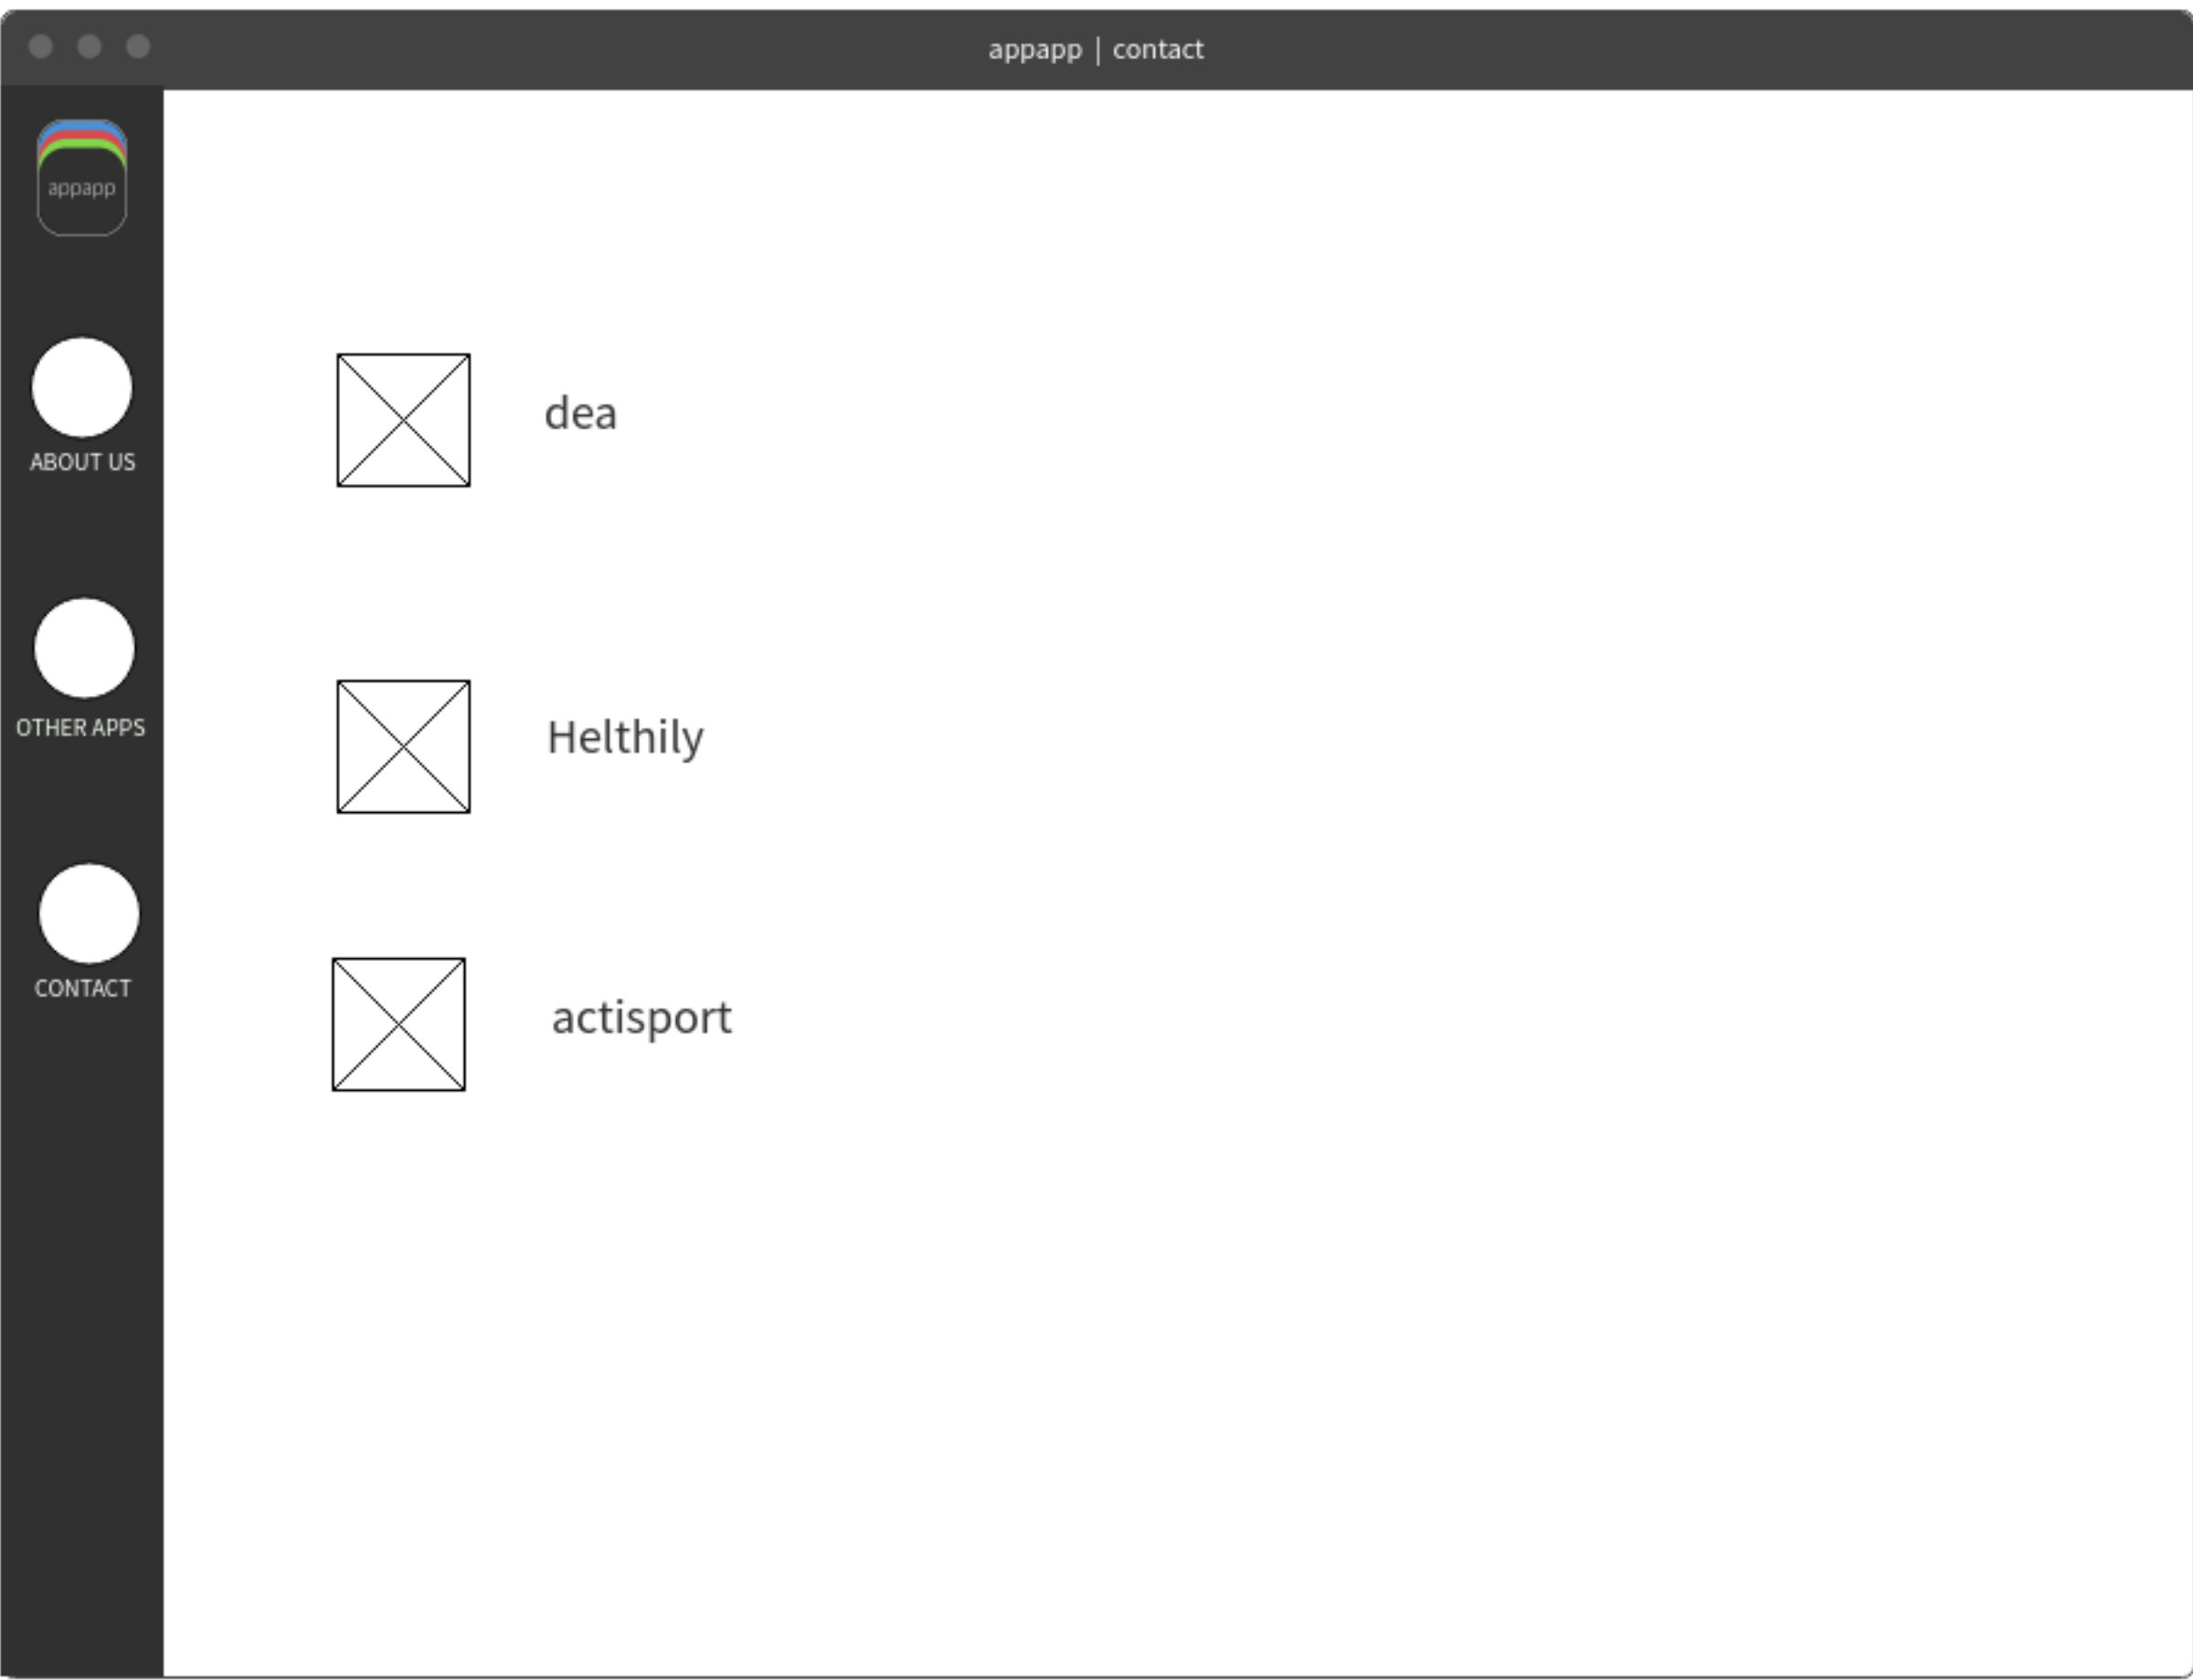 appapp | contact
appapp
ABOUT US
OTHER APPS
CONTACT
dea
Helthily
actisport